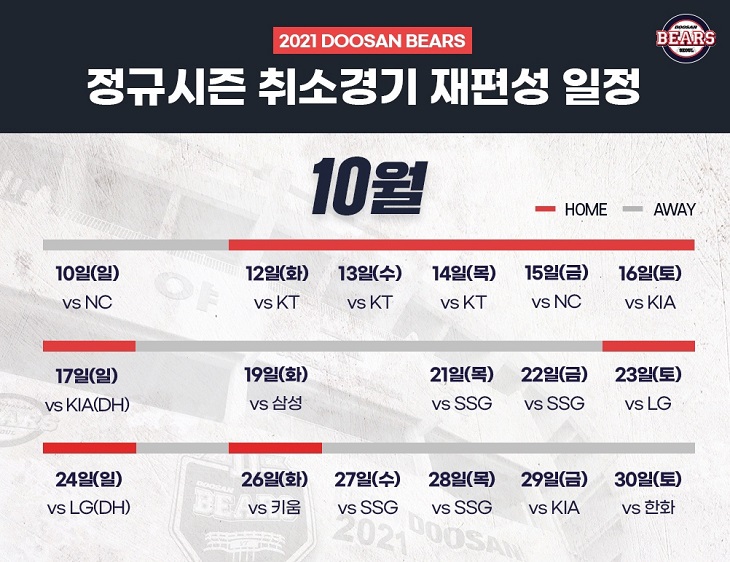 2021 DOOSAN BEARS
DOOSAN
BEARS
SEOUL
정규시즌 취소경기 재편성 일정
10월
HOME AWAY
10일(일) 12일(화) 13일(수) 14일(목) 15일(금) 16일(토)
vs NC vs KT vs KT vs KT vs NC vs KIA
17일(일) 19일(화) 21일(목) 22일(금) 23일(토)
vs KIA(DH) vs 삼성 vs SSG vs SSG vs LG
24일(일) 26일(화) 27일(수) 28일(목) 29일(금) 30일(토)
vs LG(DH) vs 키움 vs SSG vs SSG vs KIA vs 한화
DOOSAN
BEARS
2021 DOOSAN